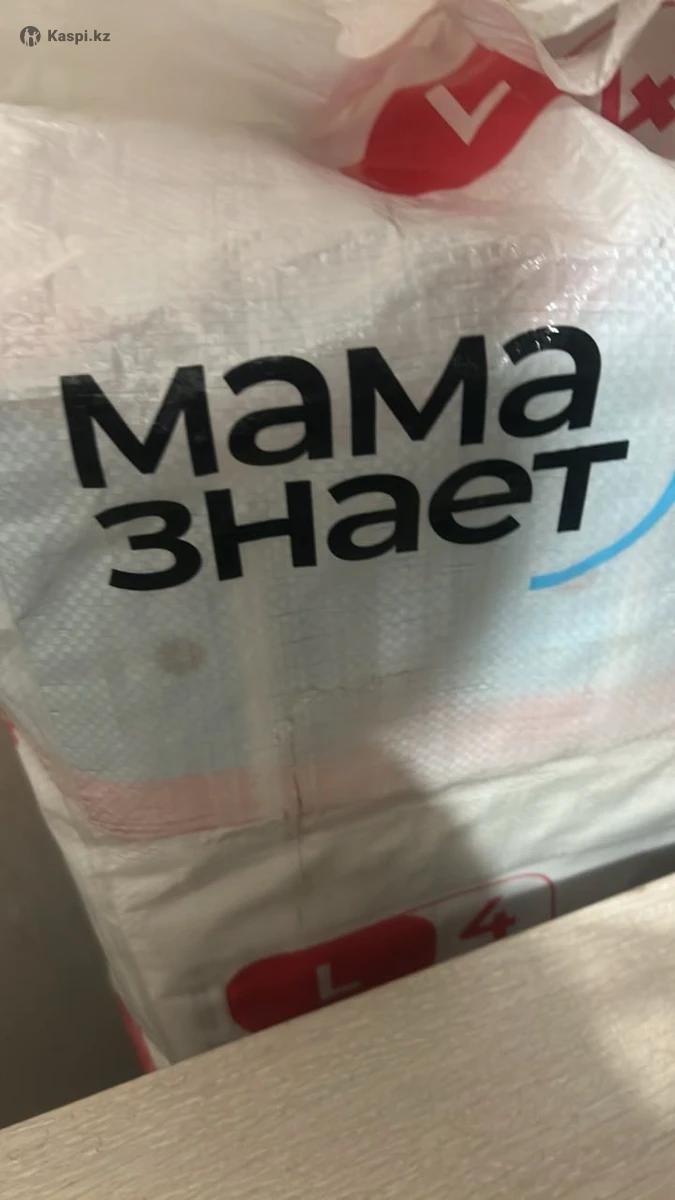 Kaspi.kz
L
мама
знает
L 4